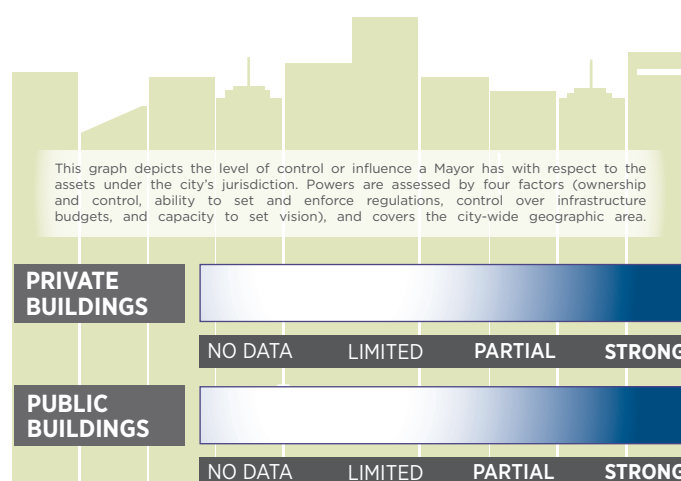 This graph depicts the level of control or influence a Mayor has with respect to the
assets under the city's jurisdiction. Powers are assessed by four factors (ownership
and control, ability to set and enforce regulations, control over infrastructure
budgets, and capacity to set vision), and covers the city-wide geographic area.
PRIVATE
BUILDINGS
NO DATA LIMITED PARTIAL STRONG
PUBLIC
BUILDINGS
NO DATA LIMITED PARTIAL STRONG